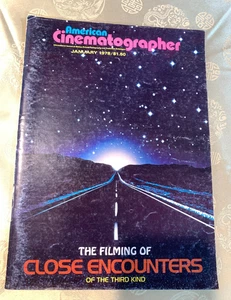 American
Cinematographer
JANUARY 1978/$1.50
THE FILMING OF
CLOSE ENCOUNTERS
OF THE THIRD KIND